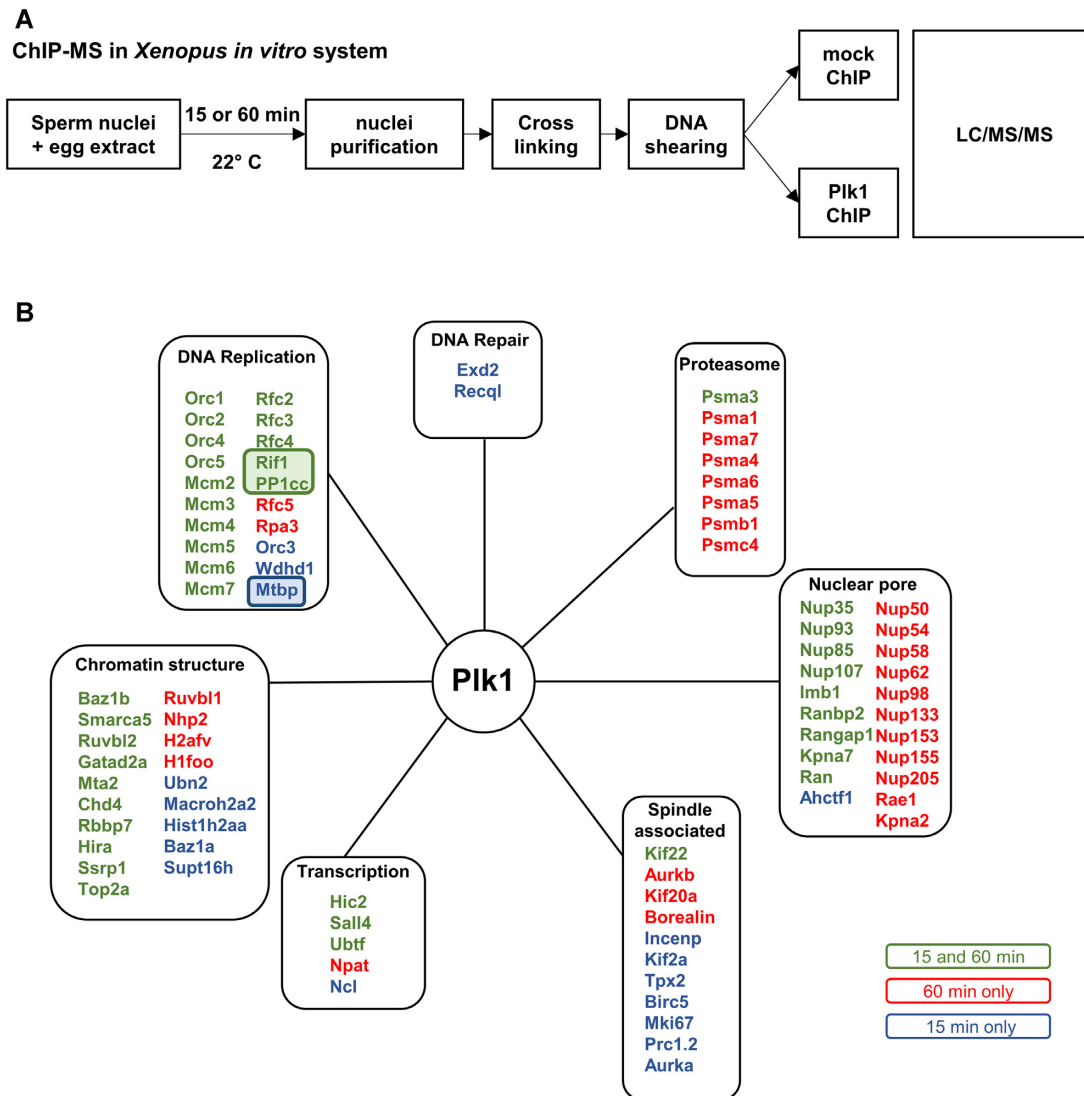 A
ChIP-MS in Xenopus in vitro system
Sperm nuclei
+ egg extract
15 or 60 min
22° C
nuclei
purification
Cross
linking
DNA
shearing
mock
ChIP
Plk1
ChIP
LC/MS/MS
B
DNA Replication
Orc1
Orc2
Orc4
Orc5
Mcm2
Mcm3
Mcm4
Mcm5
Mcm6
Mcm7
Rfc2
Rfc3
Rfc4
Rif1
PP1cc
Rfc5
Rpa3
Orc3
Wdhd1
Mtbp
DNA Repair
Exd2
Recql
Proteasome
Psma3
Psma1
Psma7
Psma4
Psma6
Psma5
Psmb1
Psmc4
Nuclear pore
Nup35
Nup93
Nup85
Nup107
Imb1
Ranbp2
Rangap1
Kpna7
Ran
Ahctf1
Nup50
Nup54
Nup58
Nup62
Nup98
Nup133
Nup153
Nup155
Nup205
Rae1
Kpna2
Plk1
Chromatin structure
Baz1b
Smarca5
Ruvbl2
Gatad2a
Mta2
Chd4
Rbbp7
Hira
Ssrp1
Top2a
Ruvbl1
Nhp2
H2afv
H1foo
Ubn2
Macroh2a2
Hist1h2aa
Baz1a
Supt16h
Transcription
Hic2
Sall4
Ubtf
Npat
Ncl
Spindle
associated
Kif22
Aurkb
Kif20a
Borealin
Incenp
Kif2a
Tpx2
Birc5
Mki67
Prc1.2
Aurka
15 and 60 min
60 min only
15 min only